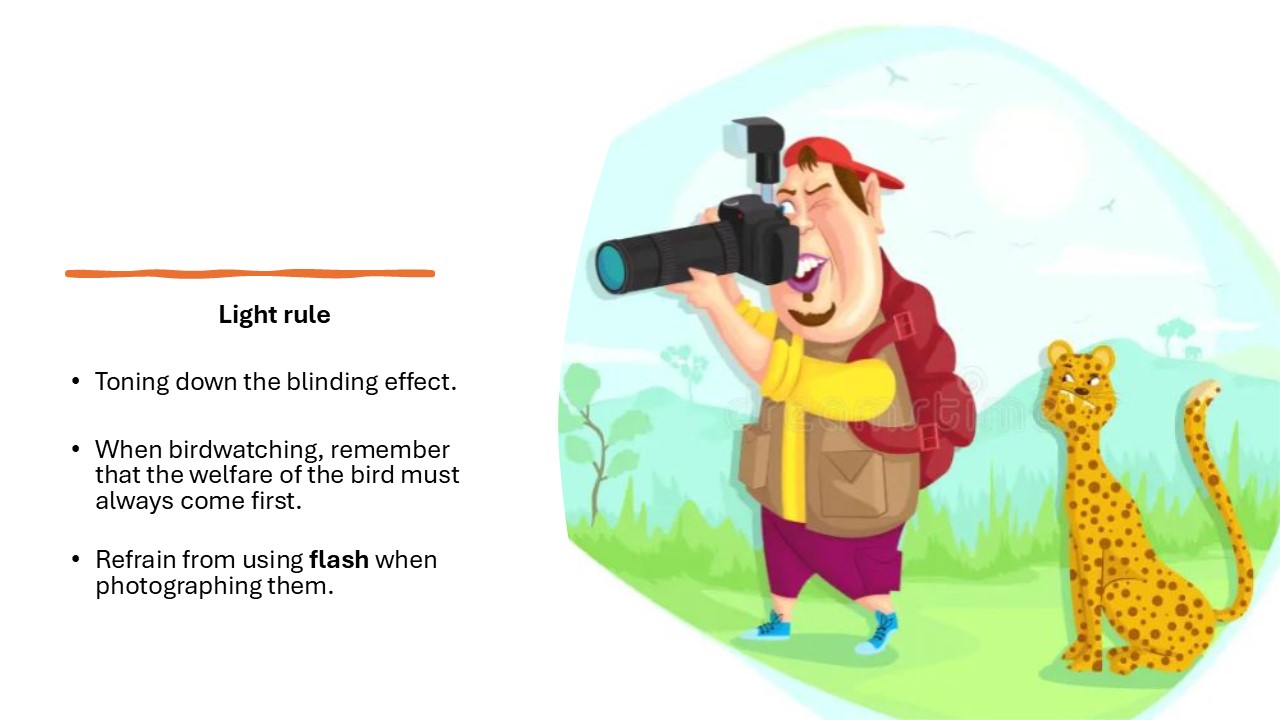 Light rule
• Toning down the blinding effect.
• When birdwatching, remember
that the welfare of the bird must
always come first.
• Refrain from using flash when
photographing them.
dreamstime